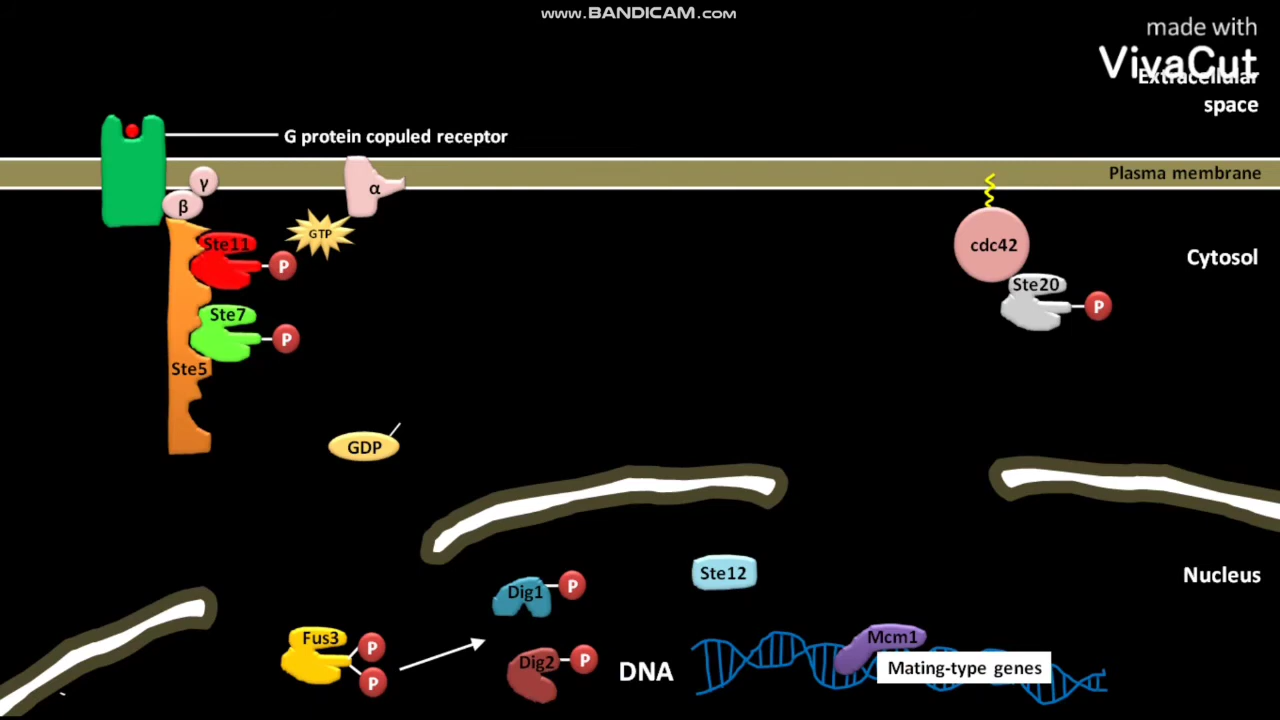 www.BANDICAM.com
made with
VivaCut
Extracellular
space
G protein copuled receptor
Plasma membrane
γ
α
β
GTP
Ste11
P
cdc42
Cytosol
Ste20
P
Ste7
P
Ste5
GDP
Ste12
Nucleus
Dig1
P
Fus3
P
P
Dig2
P
DNA
Mcm1
Mating-type genes